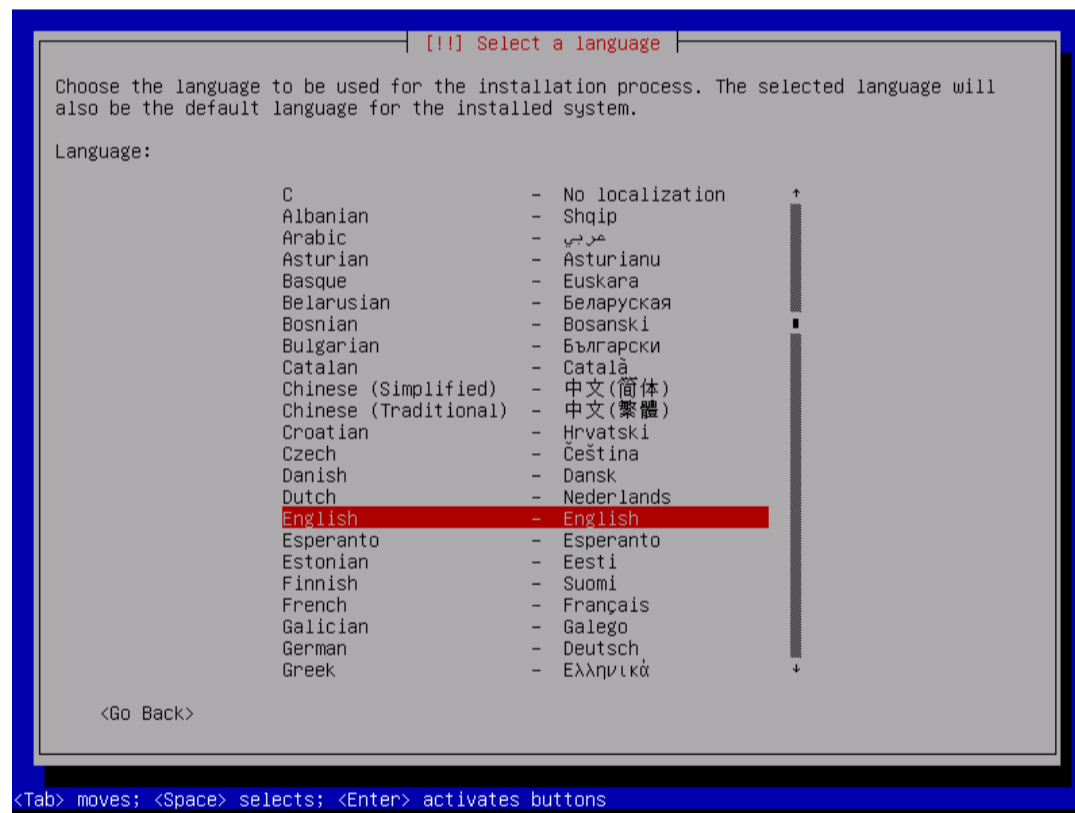 [!!] Select a language
Choose the language to be used for the installation process. The selected language will
also be the default language for the installed system.
Language:
C - No localization ↑
Albanian - Shqip
Arabic - عربي
Asturian - Asturianu
Basque - Euskara
Belarusian - Беларуская
Bosnian - Bosanski
Bulgarian - Български
Catalan - Català
Chinese (Simplified) - 中文(简体)
Chinese (Traditional) - 中文(繁體)
Croatian - Hrvatski
Czech - Čeština
Danish - Dansk
Dutch - Nederlands
English - English
Esperanto - Esperanto
Estonian - Eesti
Finnish - Suomi
French - Français
Galician - Galego
German - Deutsch
Greek - Ελληνικά ↓
<Go Back>
<Tab> moves; <Space> selects; <Enter> activates buttons